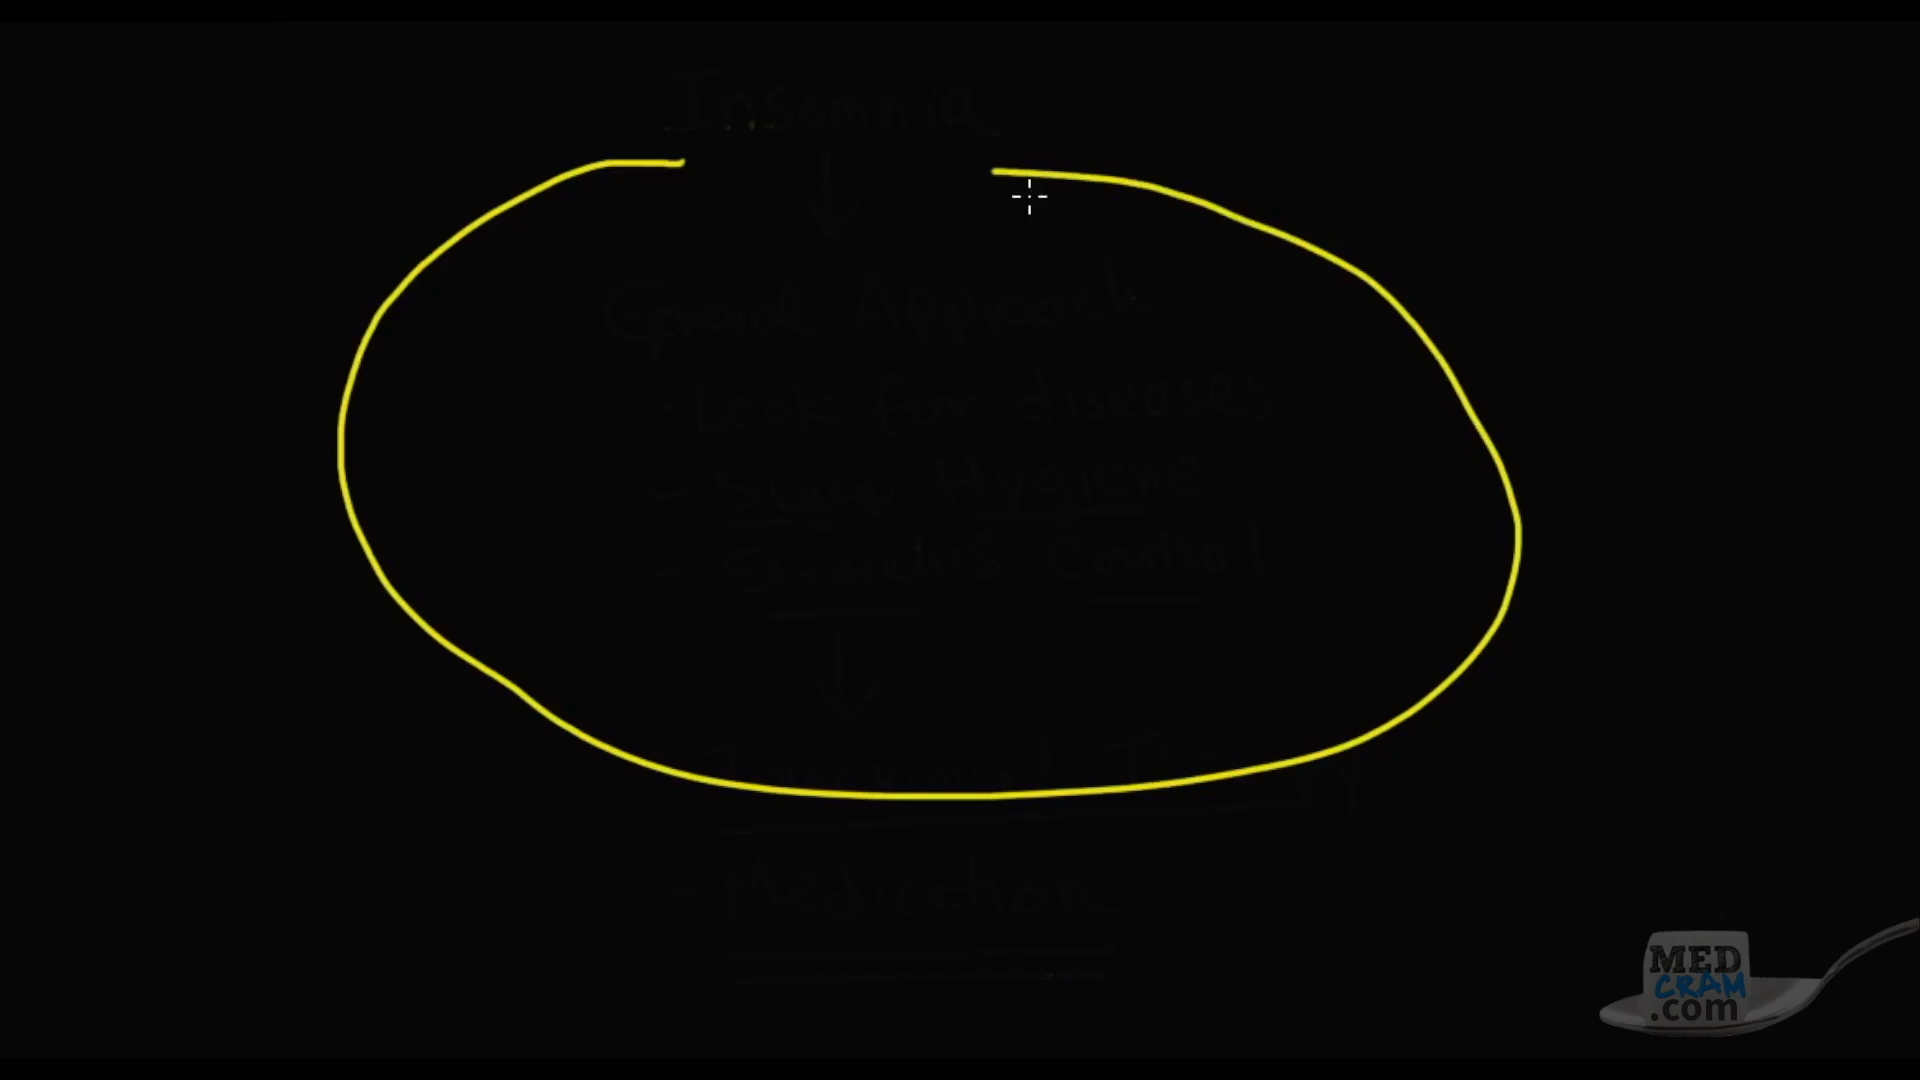 Insomnia
General Approach
- Look for diseases
- Sleep Hygiene
- Stimulus Control
- Medication
MED
CRAM
.com